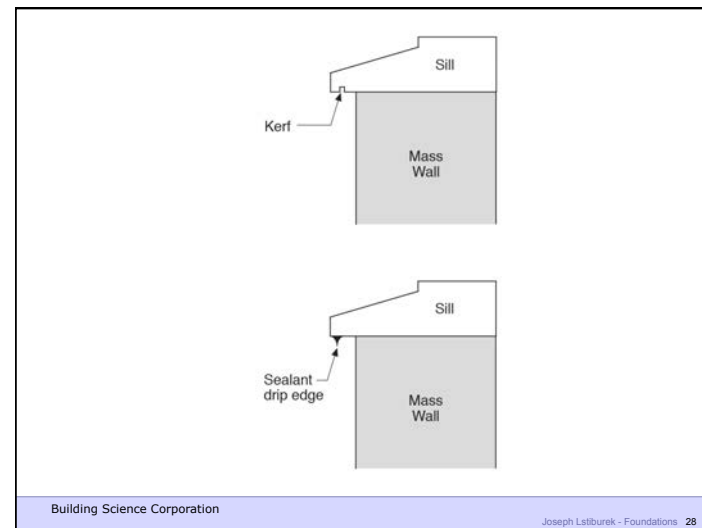 Sill
Kerf
Mass
Wall
Sill
Sealant
drip edge
Mass
Wall
Building Science Corporation
Joseph Lstiburek - Foundations 28